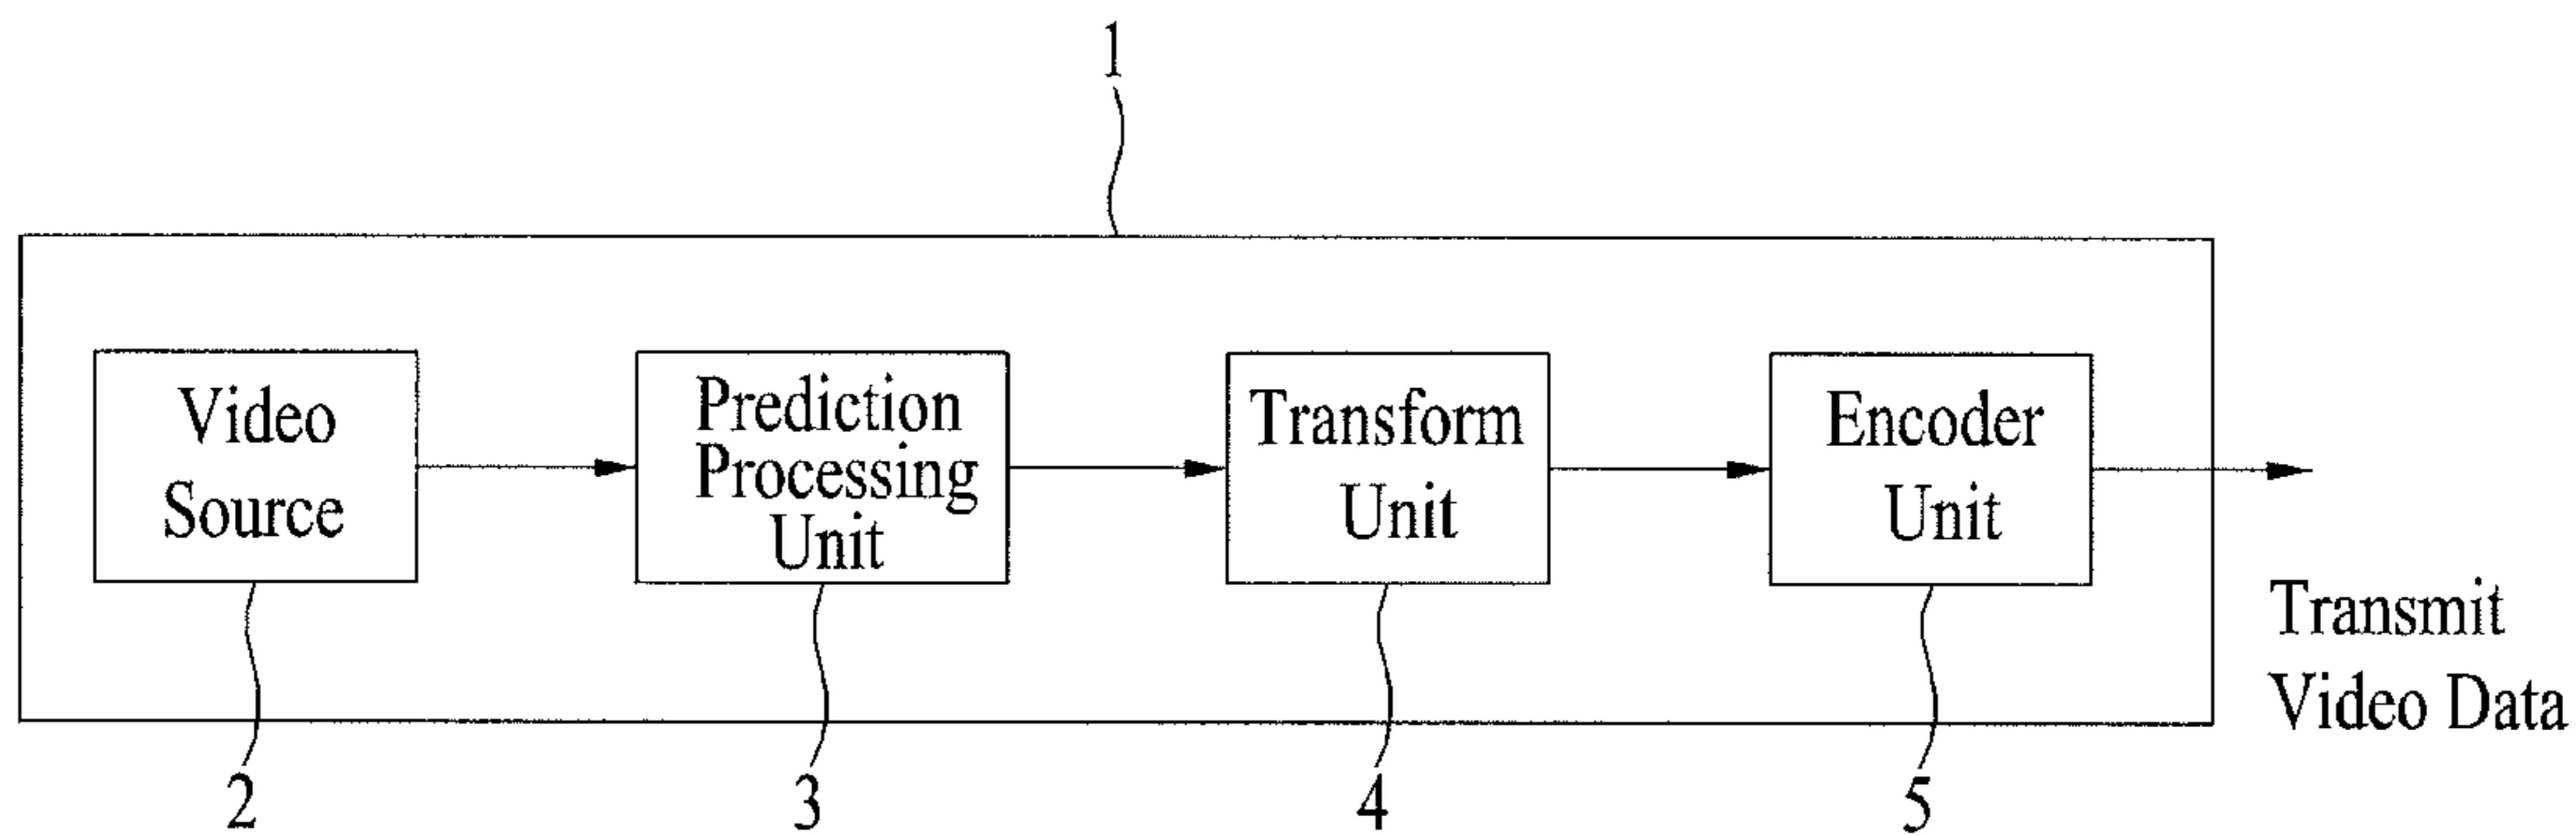 1
Video
Source
Prediction
Processing
Unit
Transform
Unit
Encoder
Unit
Transmit
Video Data
2
3
4
5